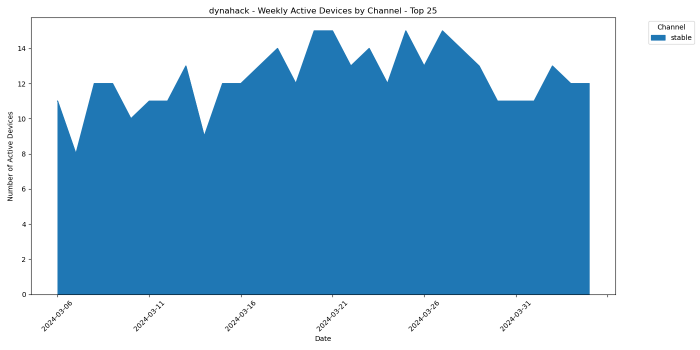 dynahack - Weekly Active Devices by Channel - Top 25
Channel
stable
Number of Active Devices
14
12
10
8
6
4
2
0
2024-03-06
2024-03-11
2024-03-16
2024-03-21
2024-03-26
2024-03-31
Date